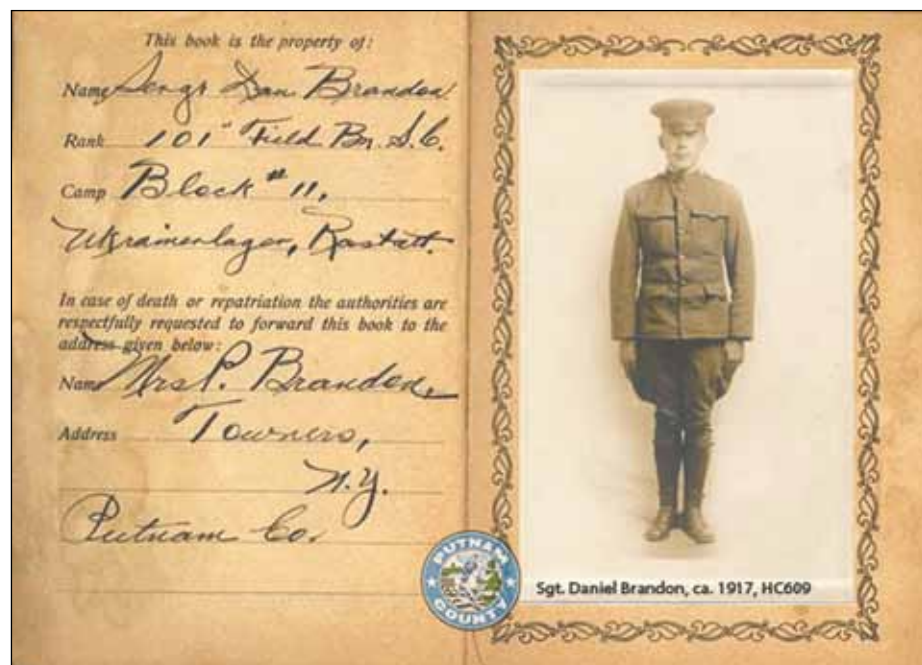 This book is the property of:
Name Sergt Dan Brandon
Rank 101st Field Bn. S.C.
Camp Block # 11,
Ukrainenlager, Rastatt.
In case of death or repatriation the authorities are
respectfully requested to forward this book to the
address given below:
Name Mrs P. Brandon,
Address Towners,
N.Y.
Putnam Co.
PUTNAM
COUNTY
Sgt. Daniel Brandon, ca. 1917, HC609